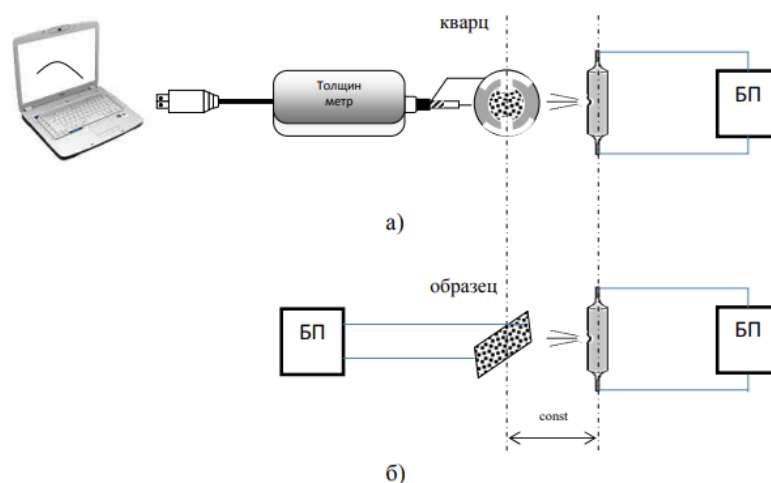 кварц
Толщин
метр
БП
а)
образец
БП
БП
const
б)